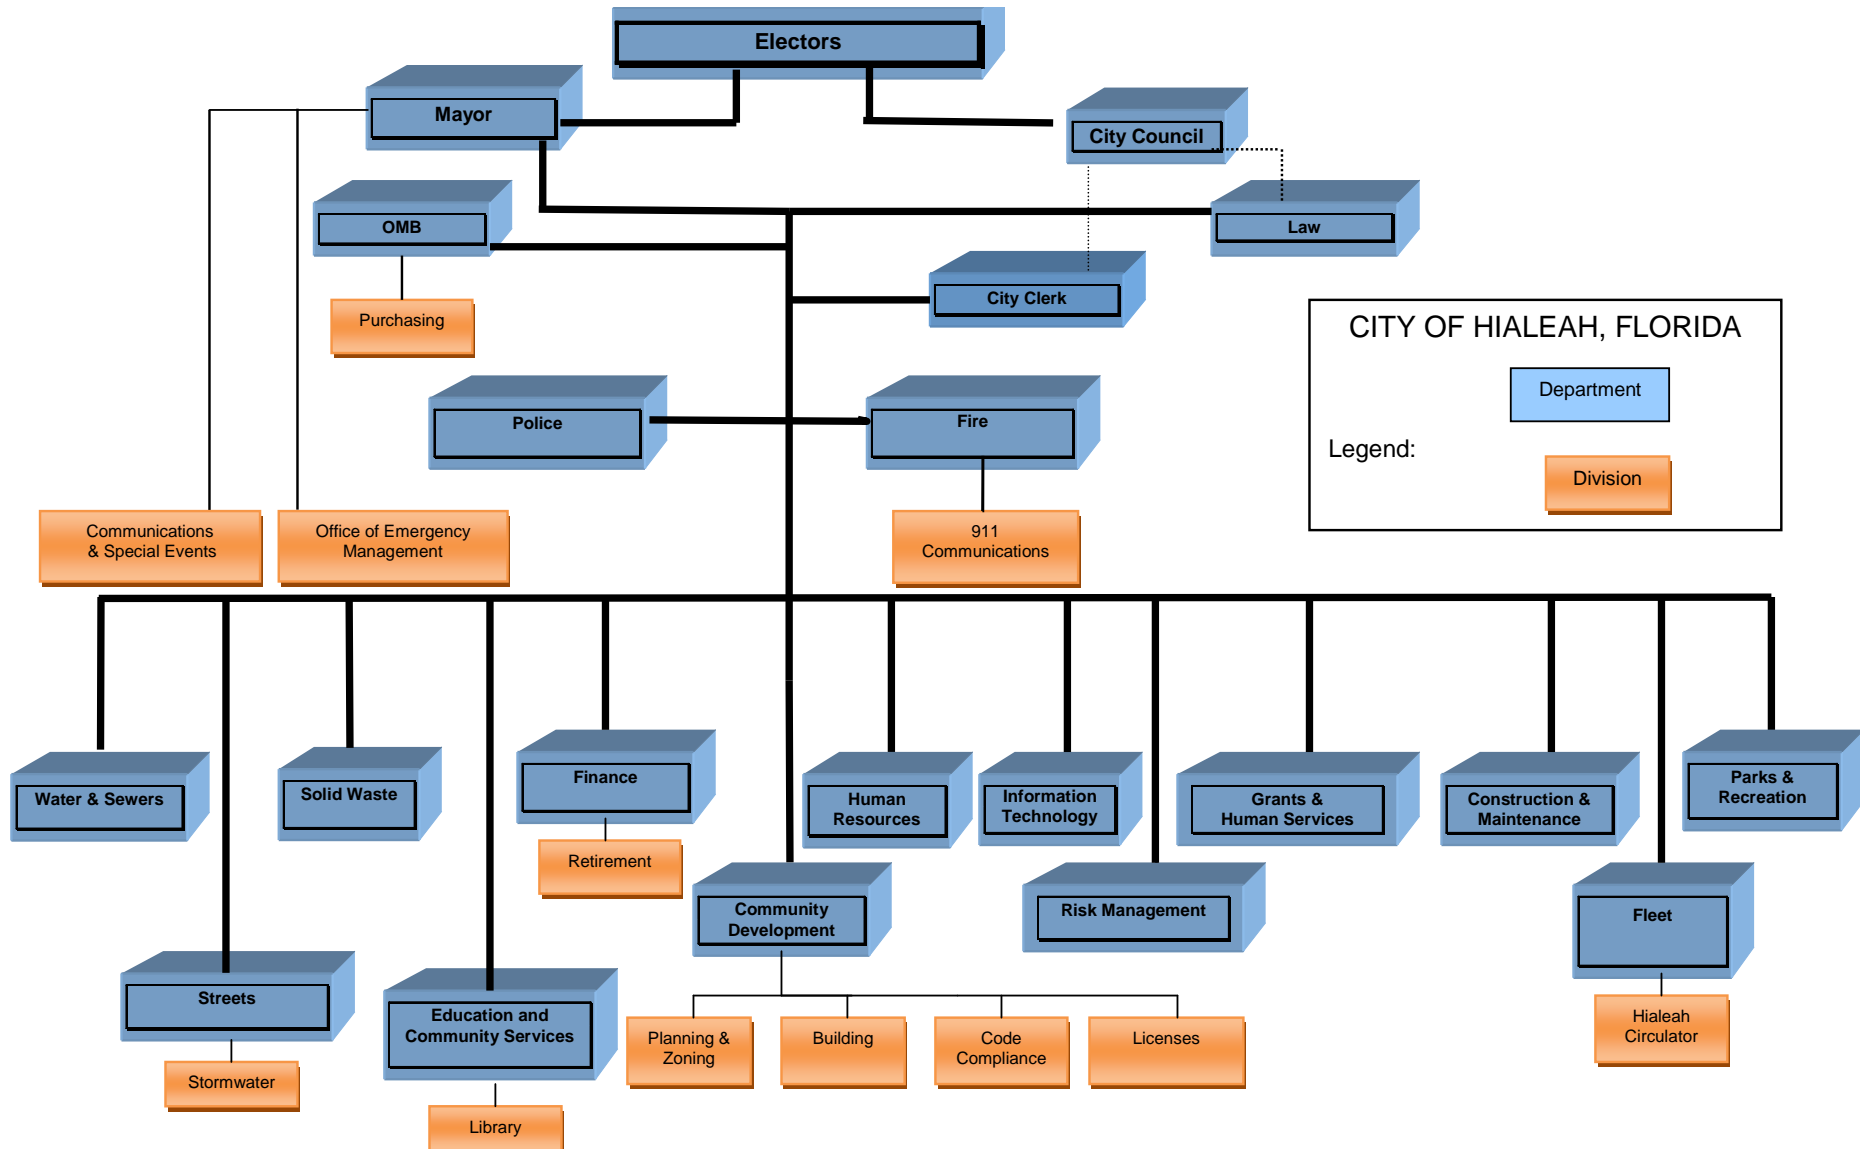 Electors
Mayor
City Council
OMB
Law
City Clerk
Purchasing
CITY OF HIALEAH, FLORIDA
Department
Legend:
Division
Police
Fire
Communications
& Special Events
Office of Emergency
Management
911
Communications
Water & Sewers
Solid Waste
Finance
Human
Resources
Information
Technology
Grants &
Human Services
Construction &
Maintenance
Parks &
Recreation
Retirement
Community
Development
Risk Management
Fleet
Streets
Education and
Community Services
Planning &
Zoning
Building
Code
Compliance
Licenses
Hialeah
Circulator
Stormwater
Library